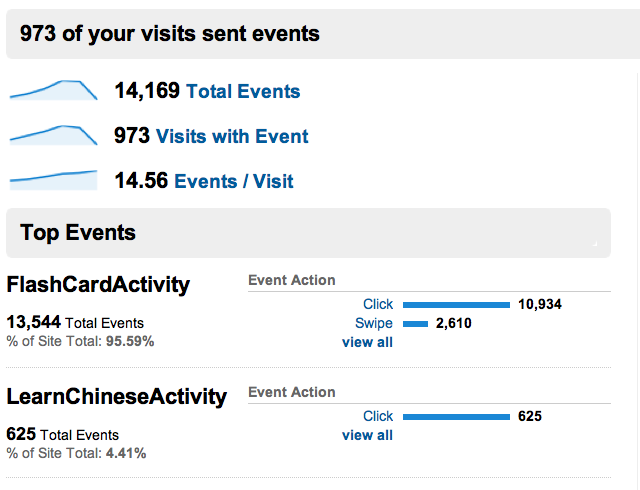 973 of your visits sent events
14,169 Total Events
973 Visits with Event
14.56 Events / Visit
Top Events
FlashCardActivity
13,544 Total Events
% of Site Total: 95.59%
Event Action
Click 10,934
Swipe 2,610
view all
LearnChineseActivity
625 Total Events
% of Site Total: 4.41%
Event Action
Click 625
view all